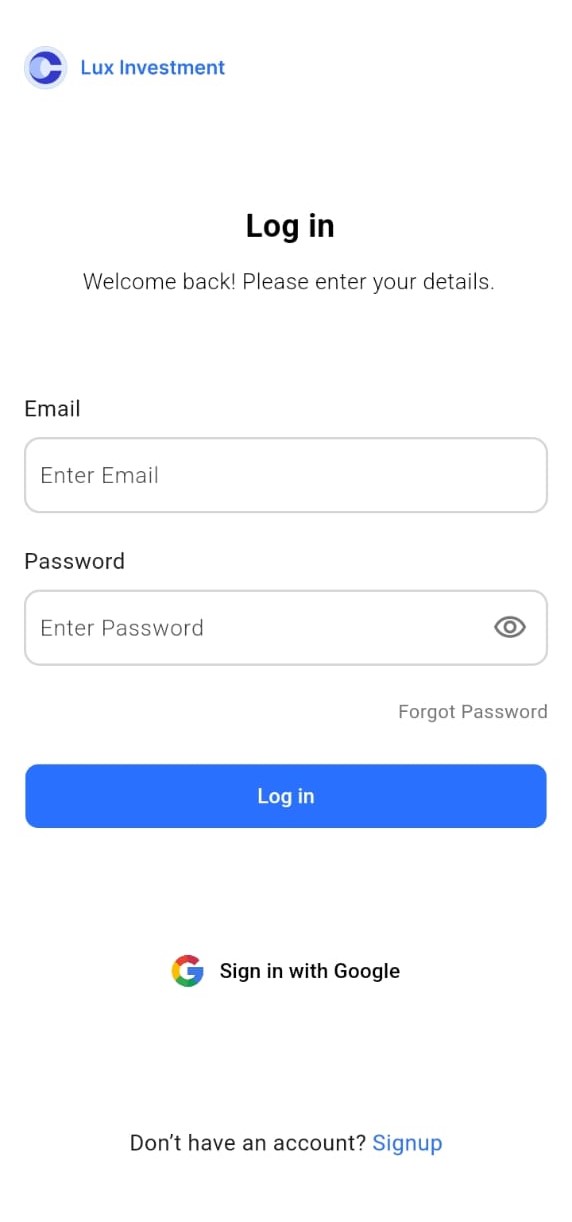 Lux Investment
Log in
Welcome back! Please enter your details.
Email
Enter Email
Password
Enter Password
Forgot Password
Log in
Sign in with Google
Don’t have an account? Signup